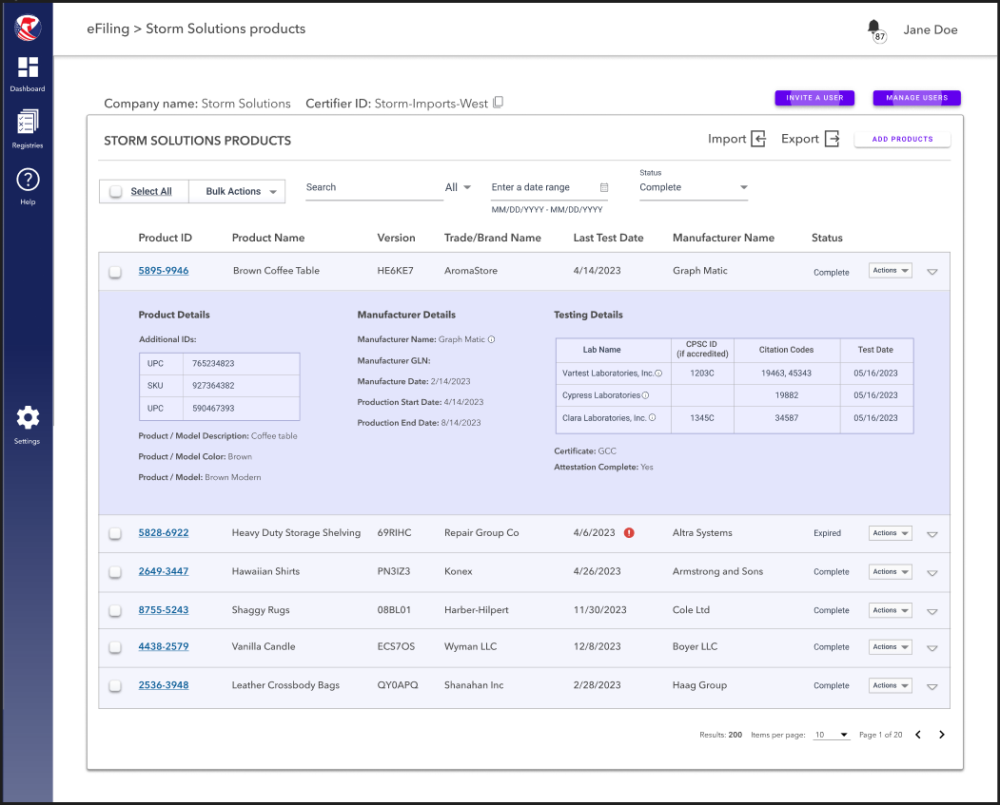 eFiling > Storm Solutions products
87
Jane Doe
Dashboard
Registries
Help
Settings
Company name: Storm Solutions Certifier ID: Storm-Imports-West
INVITE A USER
MANAGE USERS
STORM SOLUTIONS PRODUCTS
Import
Export
ADD PRODUCTS
Select All
Bulk Actions
Search
All
Enter a date range
MM/DD/YYYY - MM/DD/YYYY
Status
Complete
Product ID Product Name Version Trade/Brand Name Last Test Date Manufacturer Name Status
5895-9946 Brown Coffee Table HE6KE7 AromaStore 4/14/2023 Graph Matic Complete Actions
Product Details
Additional IDs:
UPC 765234823
SKU 927364382
UPC 590467393
Product / Model Description: Coffee table
Product / Model Color: Brown
Product / Model: Brown Modern
Manufacturer Details
Manufacturer Name: Graph Matic
Manufacturer GLN:
Manufacture Date: 2/14/2023
Production Start Date: 4/14/2023
Production End Date: 8/14/2023
Testing Details
Lab Name CPSC ID (if accredited) Citation Codes Test Date
Vartest Laboratories, Inc. 1203C 19463, 45343 05/16/2023
Cypress Laboratories 19882 05/16/2023
Clara Laboratories, Inc. 1345C 34587 05/16/2023
Certificate: GCC
Attestation Complete: Yes
5828-6922 Heavy Duty Storage Shelving 69RIHC Repair Group Co 4/6/2023 Altra Systems Expired Actions
2649-3447 Hawaiian Shirts PN3IZ3 Konex 4/26/2023 Armstrong and Sons Complete Actions
8755-5243 Shaggy Rugs 08BL01 Harber-Hilpert 11/30/2023 Cole Ltd Complete Actions
4438-2579 Vanilla Candle ECS7OS Wyman LLC 12/8/2023 Boyer LLC Complete Actions
2536-3948 Leather Crossbody Bags QY0APQ Shanahan Inc 2/28/2023 Haag Group Complete Actions
Results: 200 Items per page: 10 Page 1 of 20